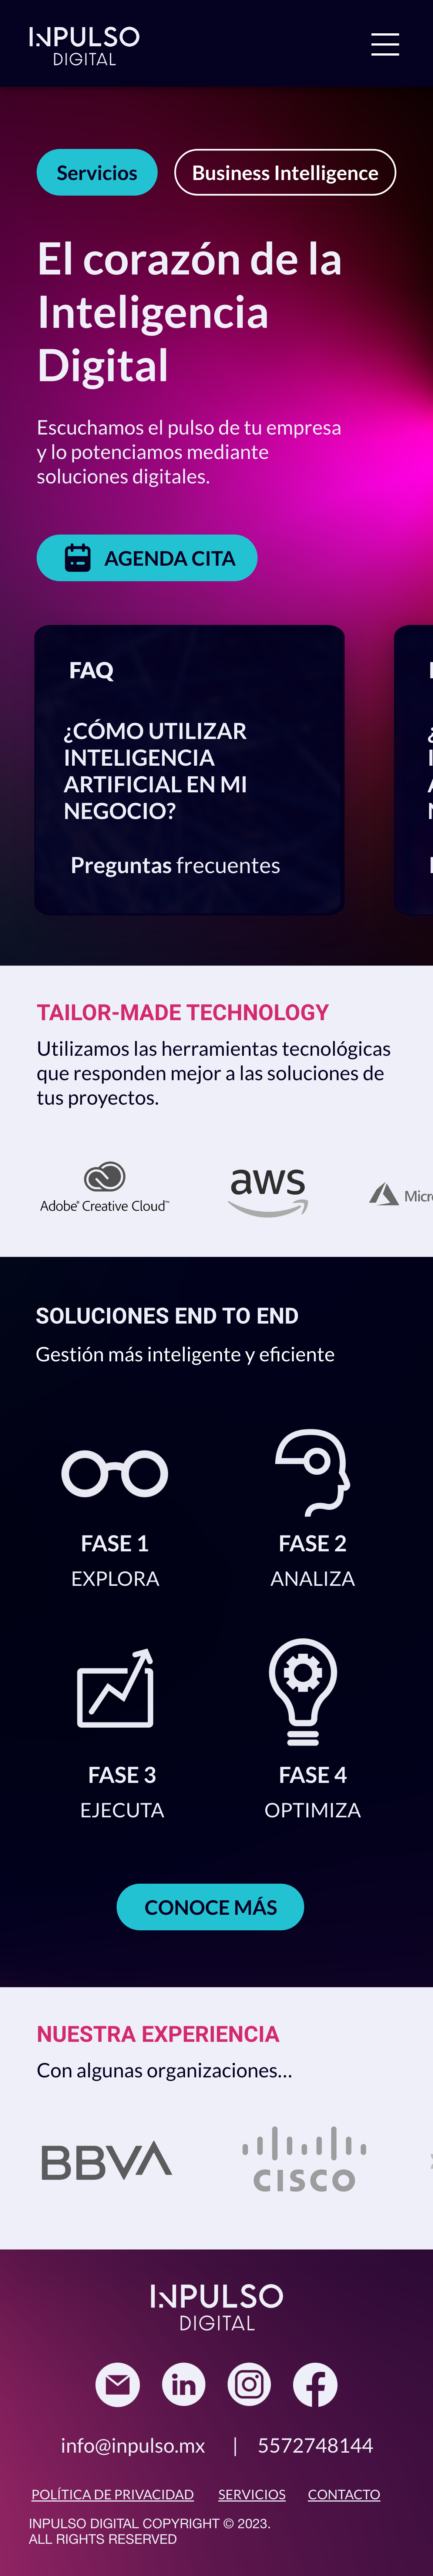 INPULSO
DIGITAL
Servicios
Business Intelligence
El corazón de la
Inteligencia
Digital
Escuchamos el pulso de tu empresa
y lo potenciamos mediante
soluciones digitales.
AGENDA CITA
FAQ
¿CÓMO UTILIZAR
INTELIGENCIA
ARTIFICIAL EN MI
NEGOCIO?
Preguntas frecuentes
TAILOR-MADE TECHNOLOGY
Utilizamos las herramientas tecnológicas
que responden mejor a las soluciones de
tus proyectos.
Adobe® Creative Cloud™
aws
SOLUCIONES END TO END
Gestión más inteligente y eficiente
FASE 1
EXPLORA
FASE 2
ANALIZA
FASE 3
EJECUTA
FASE 4
OPTIMIZA
CONOCE MÁS
NUESTRA EXPERIENCIA
Con algunas organizaciones...
BBVA
CISCO
INPULSO
DIGITAL
info@inpulso.mx | 5572748144
POLÍTICA DE PRIVACIDAD SERVICIOS CONTACTO
INPULSO DIGITAL COPYRIGHT © 2023.
ALL RIGHTS RESERVED